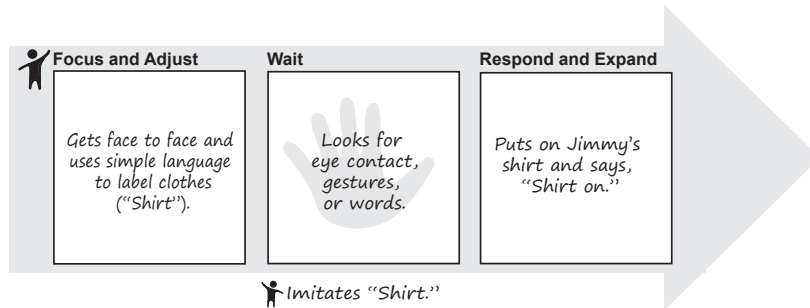 Focus and Adjust
Gets face to face and
uses simple language
to label clothes
(“Shirt”).
Wait
Looks for
eye contact,
gestures,
or words.
Respond and Expand
Puts on Jimmy’s
shirt and says,
“Shirt on.”
Imitates “Shirt.”